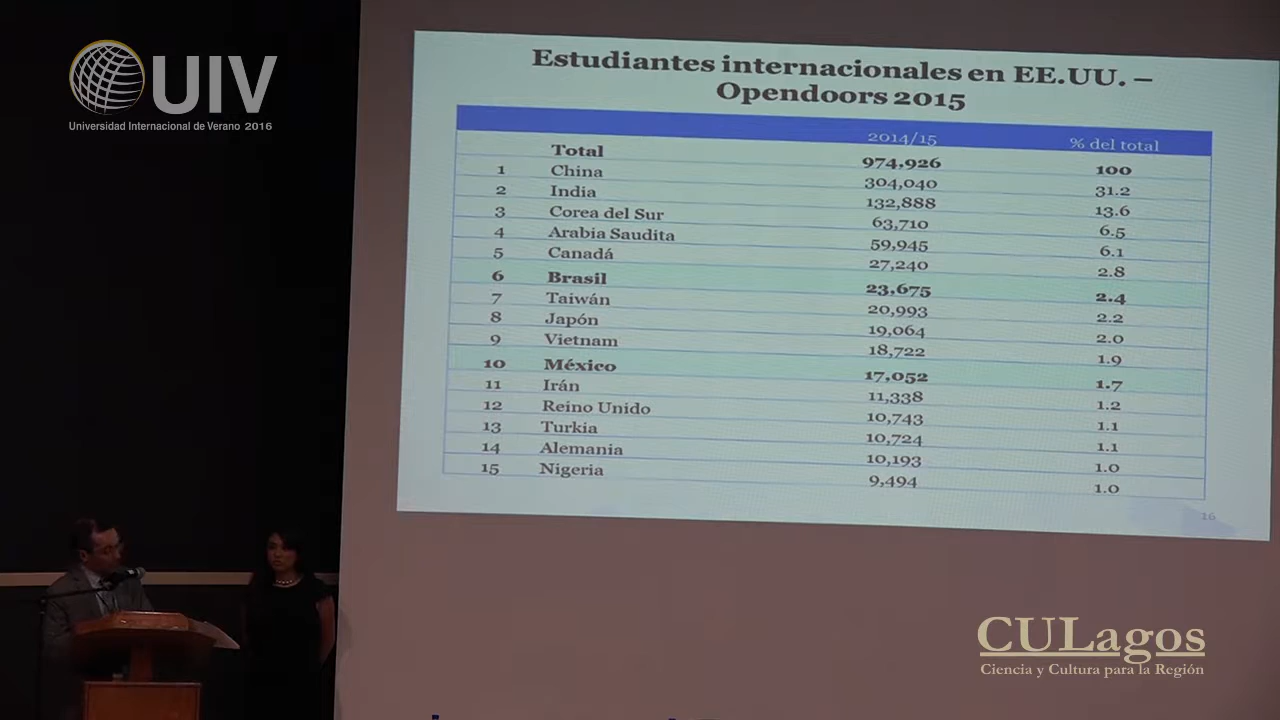 UIV
Universidad Internacional de Verano 2016
Estudiantes internacionales en EE.UU. –
Opendoors 2015
2014/15 % del total
Total 974,926 100
1 China 304,040 31.2
2 India 132,888 13.6
3 Corea del Sur 63,710 6.5
4 Arabia Saudita 59,945 6.1
5 Canadá 27,240 2.8
6 Brasil 23,675 2.4
7 Taiwán 20,993 2.2
8 Japón 19,064 2.0
9 Vietnam 18,722 1.9
10 México 17,052 1.7
11 Irán 11,338 1.2
12 Reino Unido 10,743 1.1
13 Turkia 10,724 1.1
14 Alemania 10,193 1.0
15 Nigeria 9,494 1.0
16
CULagos
Ciencia y Cultura para la Región